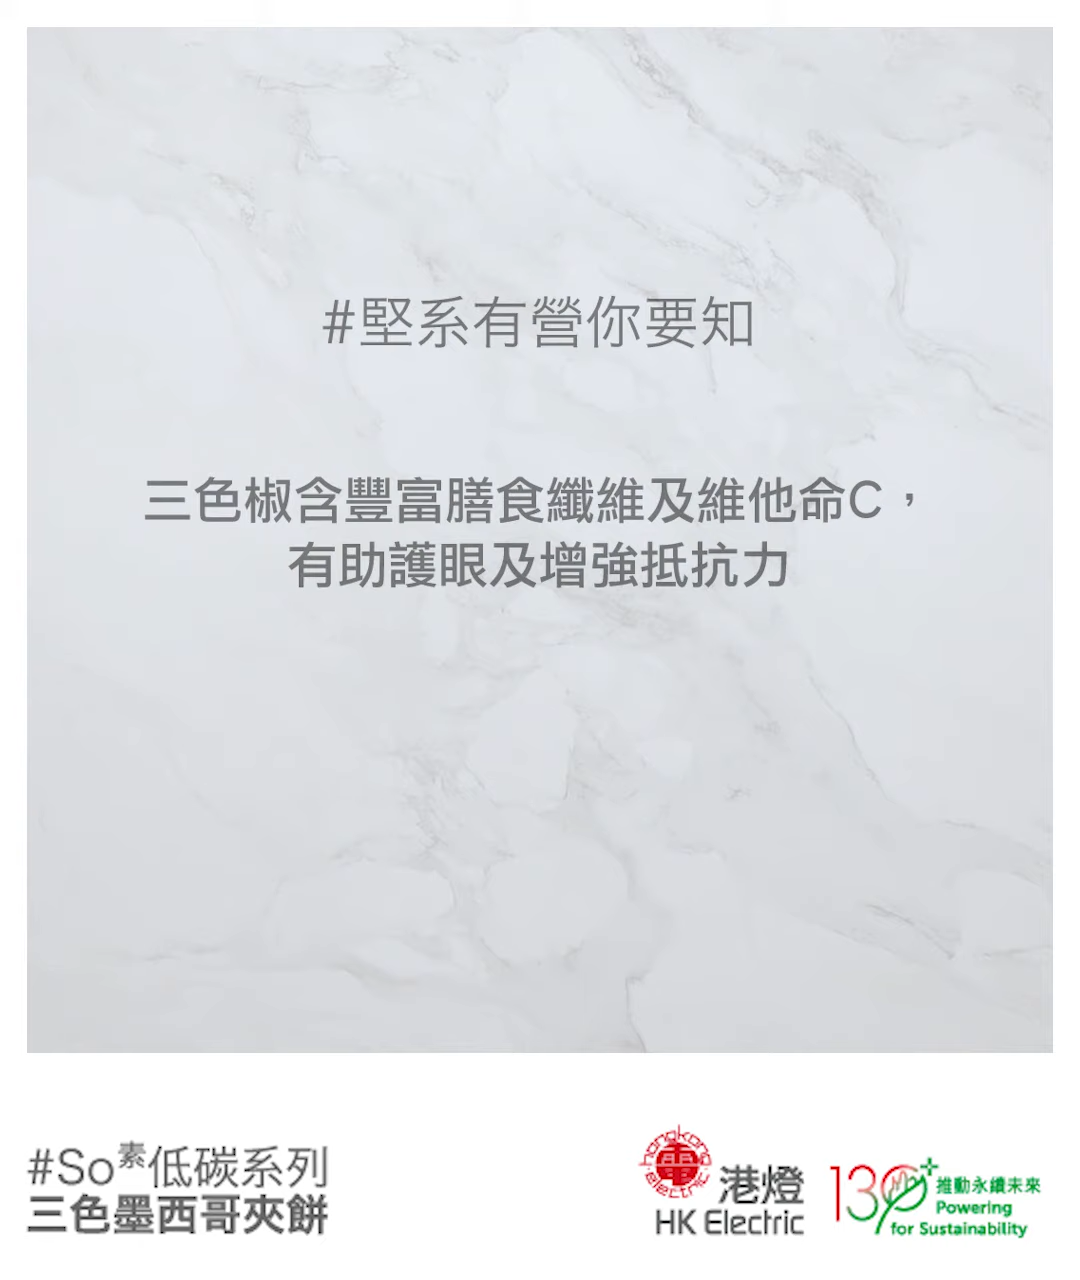 #堅系有營你要知
三色椒含豐富膳食纖維及維他命C，
有助護眼及增強抵抗力
#So素低碳系列
三色墨西哥夾餅
hongkong
電
electric
港燈
HK Electric
130
推動永續未來
Powering
for Sustainability